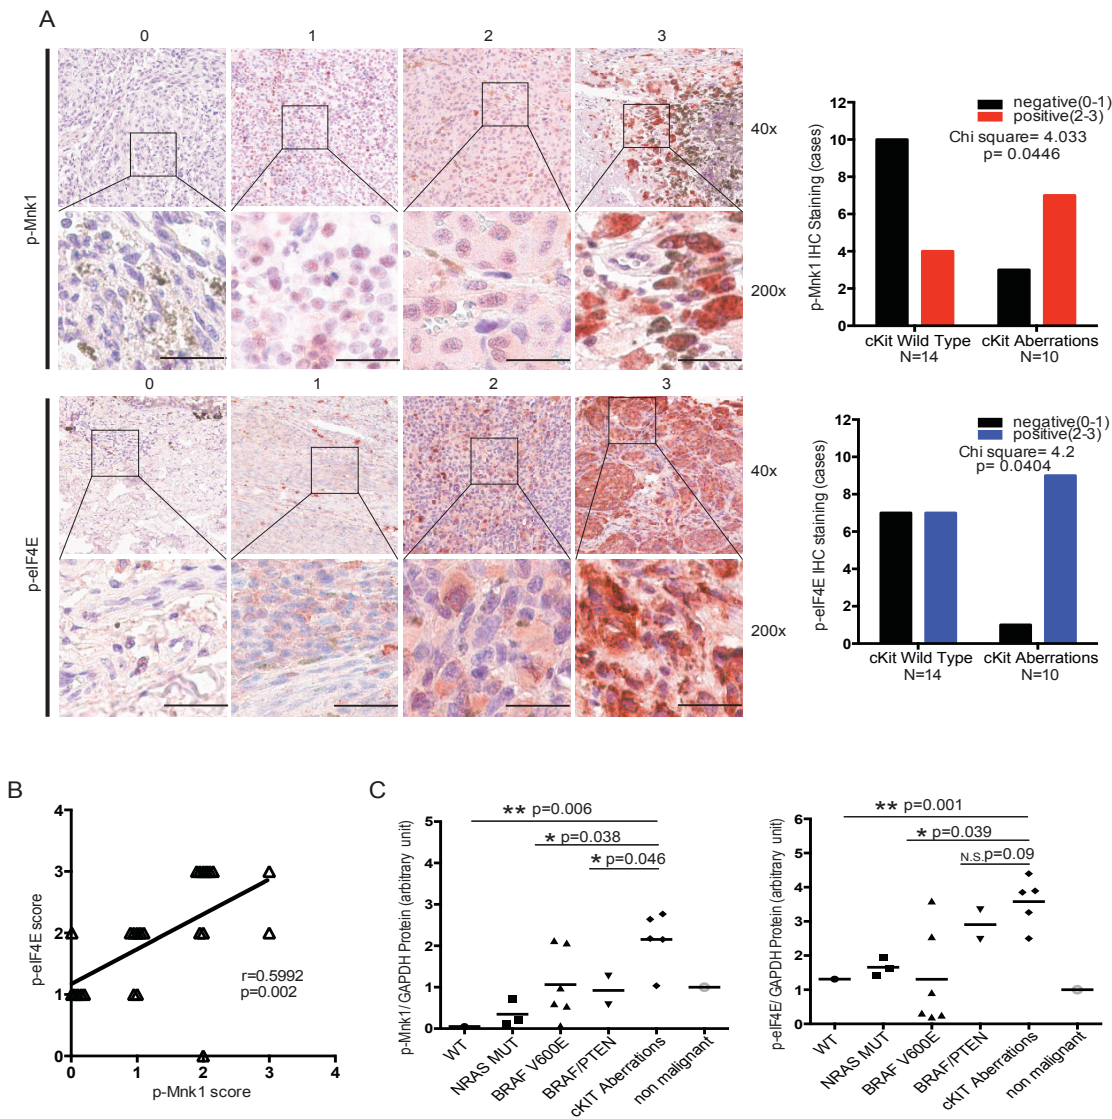 A
0 1 2 3
p-Mnk1
40x
200x
0 1 2 3
p-eIF4E
40x
200x
p-Mnk1 IHC Staining (cases)
12
10
8
6
4
2
0
negative(0-1)
positive(2-3)
Chi square= 4.033
p= 0.0446
cKit Wild Type cKit Aberrations
N=14 N=10
p-eIF4E IHC staining (cases)
12
10
8
6
4
2
0
negative(0-1)
positive(2-3)
Chi square= 4.2
p= 0.0404
cKit Wild Type cKit Aberrations
N=14 N=10
B
p-eIF4E score
4
3
2
1
0
r=0.5992
p=0.002
0 1 2 3 4
p-Mnk1 score
C
p-Mnk1/ GAPDH Protein (arbitrary unit)
5
4
3
2
1
0
** p=0.006
* p=0.038
* p=0.046
WT NRAS MUT BRAF V600E BRAF/PTEN cKIT Aberrations non malignant
p-eIF4E/ GAPDH Protein (arbitrary unit)
6
5
4
3
2
1
0
** p=0.001
* p=0.039
N.S. p=0.09
WT NRAS MUT BRAF V600E BRAF/PTEN cKIT Aberrations non malignant